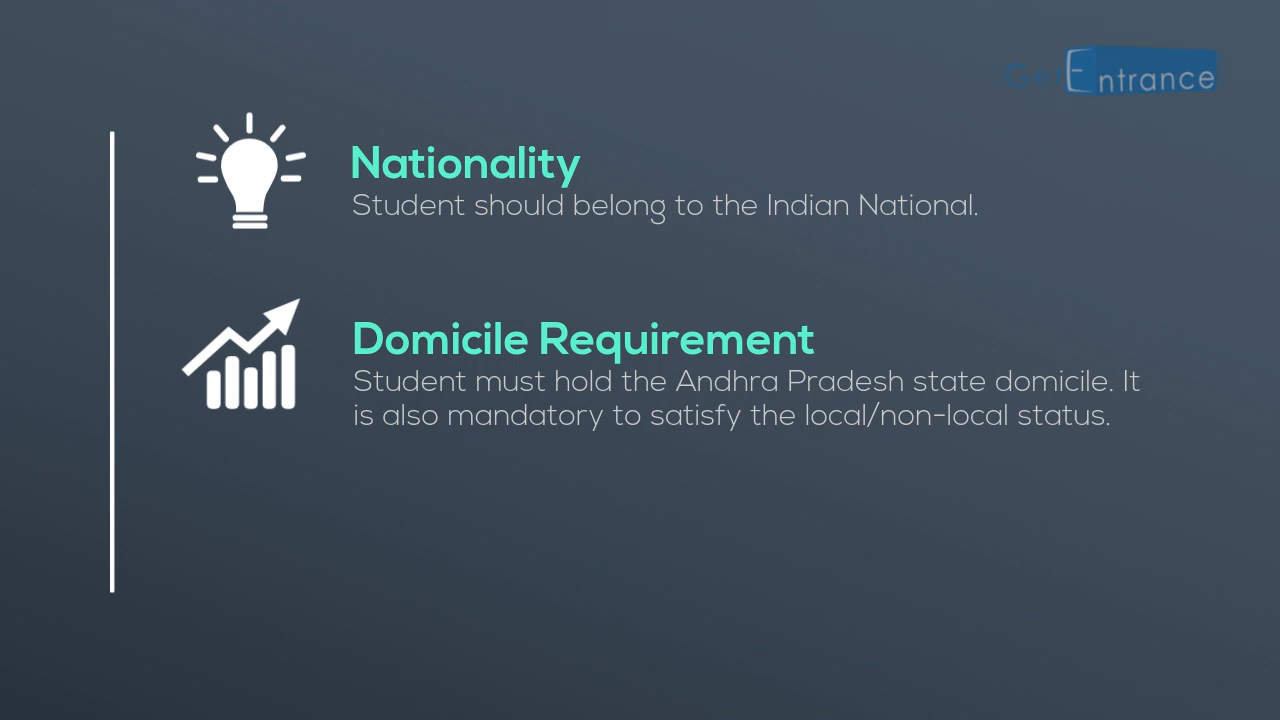 GetEntrance
Nationality
Student should belong to the Indian National.
Domicile Requirement
Student must hold the Andhra Pradesh state domicile. It
is also mandatory to satisfy the local/non-local status.